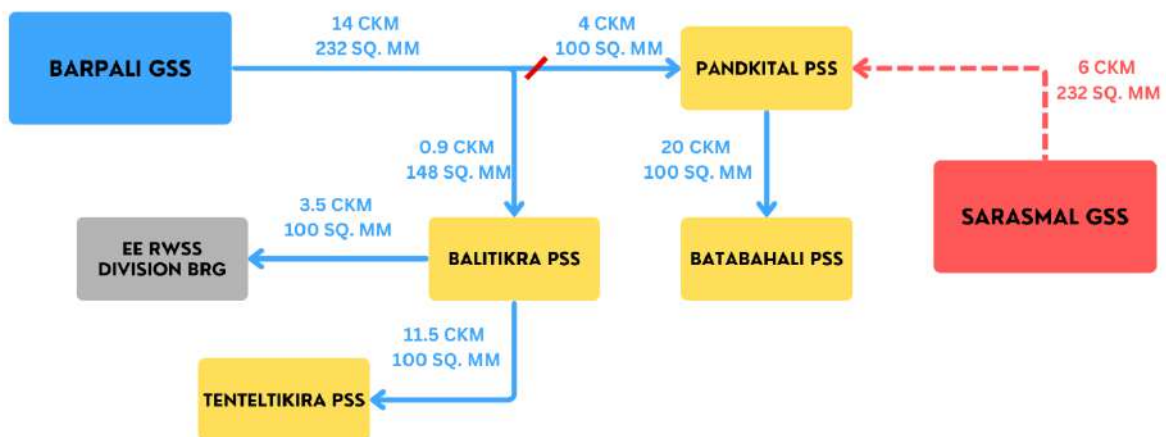 14 CKM
232 SQ. MM
4 CKM
100 SQ. MM
BARPALI GSS
PANDKITAL PSS
6 CKM
232 SQ. MM
0.9 CKM
148 SQ. MM
20 CKM
100 SQ. MM
3.5 CKM
100 SQ. MM
SARASMAL GSS
EE RWSS
DIVISION BRG
BALITIKRA PSS
BATABAHALI PSS
11.5 CKM
100 SQ. MM
TENTELTIKIRA PSS